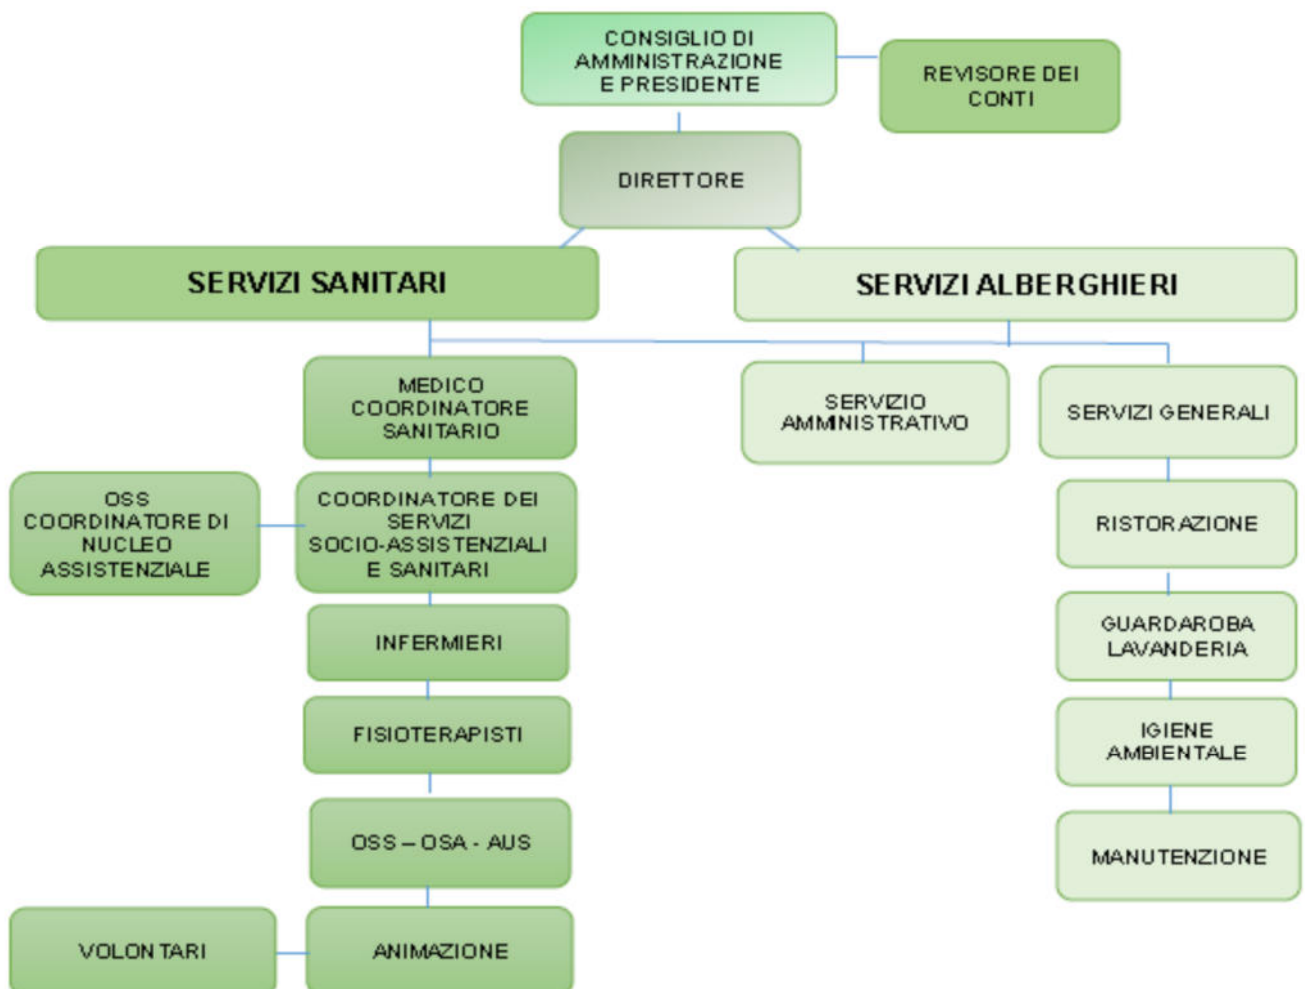 CONSIGLIO DI
AMMINISTRAZIONE
E PRESIDENTE
REVISORE DEI
CONTI
DIRETTORE
SERVIZI SANITARI
SERVIZI ALBERGHIERI
MEDICO
COORDINATORE
SANITARIO
SERVIZIO
AMMINISTRATIVO
SERVIZI GENERALI
OSS
COORDINATORE DI
NUCLEO
ASSISTENZIALE
COORDINATORE DEI
SERVIZI
SOCIO-ASSISTENZIALI
E SANITARI
RISTORAZIONE
INFERMIERI
GUARDAROBA
LAVANDERIA
FISIOTERAPISTI
IGIENE
AMBIENTALE
OSS – OSA - AUS
MANUTENZIONE
VOLONTARI
ANIMAZIONE